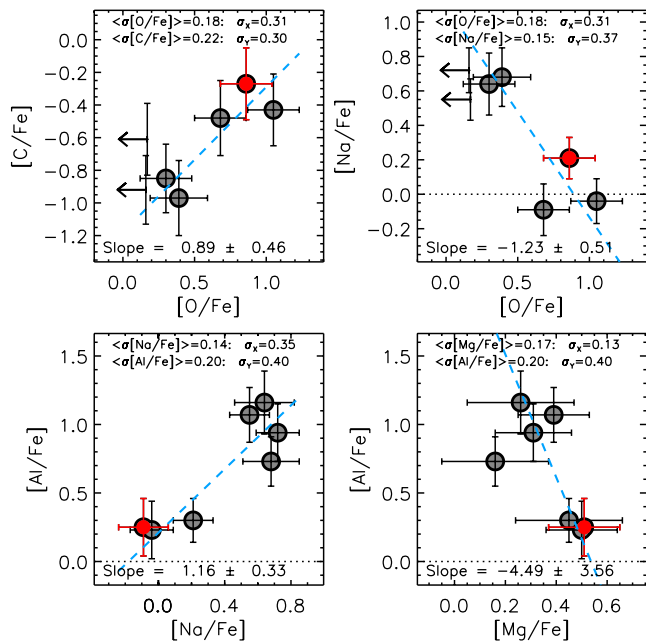 <σ[O/Fe]>=0.18: σx=0.31
<σ[C/Fe]>=0.22: σY=0.30
0.0
-0.2
-0.4
-0.6
-0.8
-1.0
-1.2
[C/Fe]
Slope = 0.89 ± 0.46
0.0 0.5 1.0
[O/Fe]
<σ[O/Fe]>=0.18: σx=0.31
<σ[Na/Fe]>=0.15: σY=0.37
1.0
0.8
0.6
0.4
0.2
0.0
-0.2
[Na/Fe]
Slope = -1.23 ± 0.51
0.0 0.5 1.0
[O/Fe]
<σ[Na/Fe]>=0.14: σx=0.35
<σ[Al/Fe]>=0.20: σY=0.40
1.5
1.0
0.5
0.0
[Al/Fe]
Slope = 1.16 ± 0.33
0.0 0.4 0.8
[Na/Fe]
<σ[Mg/Fe]>=0.17: σx=0.13
<σ[Al/Fe]>=0.20: σY=0.40
1.5
1.0
0.5
0.0
[Al/Fe]
Slope = -4.49 ± 3.56
0.0 0.2 0.4 0.6
[Mg/Fe]